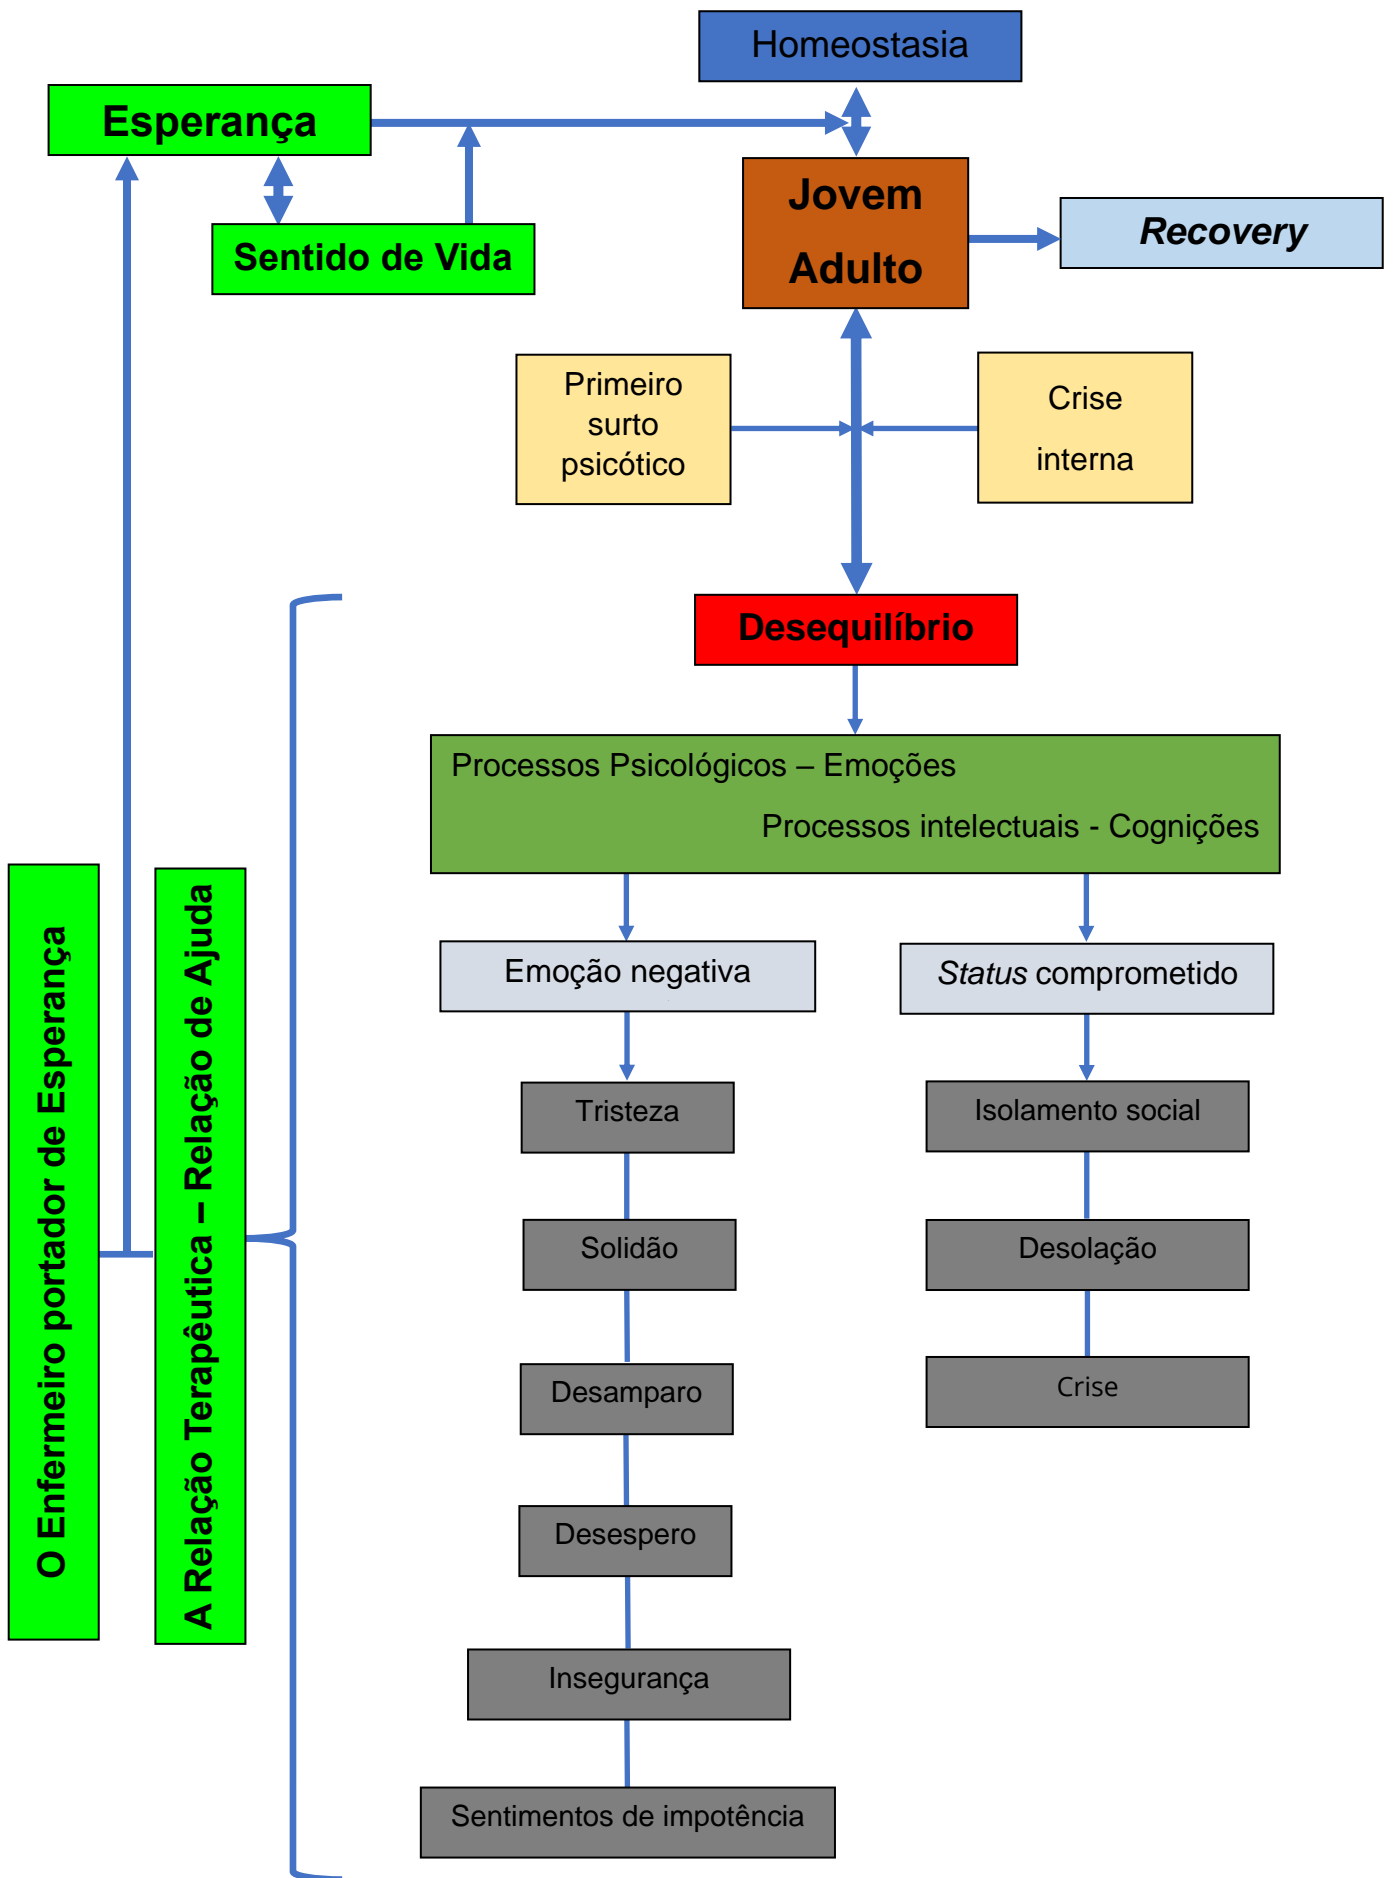 Homeostasia
Esperança
Jovem
Adulto
Recovery
Sentido de Vida
Primeiro
surto
psicótico
Crise
interna
Desequilíbrio
Processos Psicológicos – Emoções
Processos intelectuais - Cognições
O Enfermeiro portador de Esperança
A Relação Terapêutica – Relação de Ajuda
Emoção negativa
Status comprometido
Tristeza
Isolamento social
Solidão
Desolação
Desamparo
Crise
Desespero
Insegurança
Sentimentos de impotência